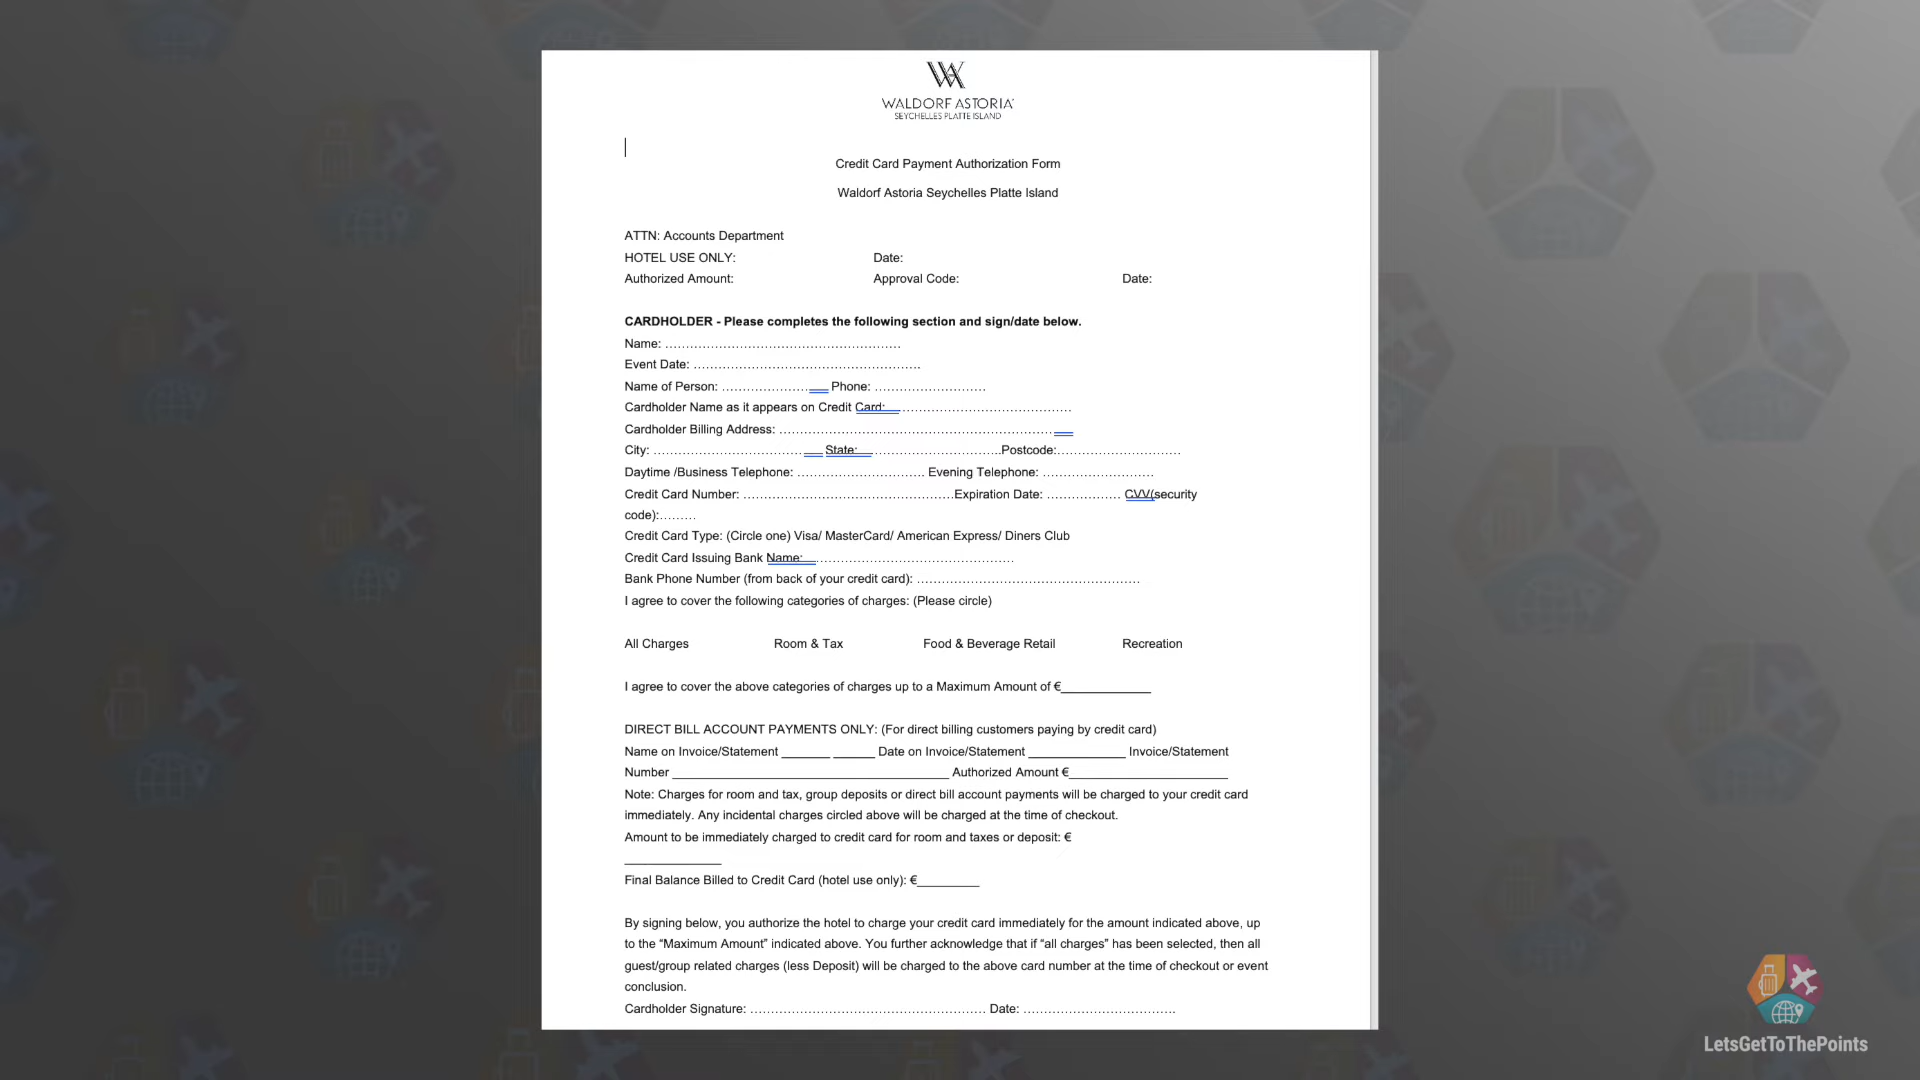 WALDORF ASTORIA
SEYCHELLES PLATTE ISLAND
Credit Card Payment Authorization Form
Waldorf Astoria Seychelles Platte Island
ATTN: Accounts Department
HOTEL USE ONLY: Date:
Authorized Amount: Approval Code: Date:
CARDHOLDER - Please completes the following section and sign/date below.
Name: ……………………………………………….
Event Date: ……………………………………………….
Name of Person: ………………… Phone: ……………………..
Cardholder Name as it appears on Credit Card: …………………………………..
Cardholder Billing Address: …………………………………………………………
City: ……………………………… State: …………………………Postcode:…………………………
Daytime /Business Telephone: ………………………… Evening Telephone: ……………………..
Credit Card Number: ……………………………………………Expiration Date: ……………… CVV(security
code):………
Credit Card Type: (Circle one) Visa/ MasterCard/ American Express/ Diners Club
Credit Card Issuing Bank Name: …………………………………………
Bank Phone Number (from back of your credit card): ………………………………………………
I agree to cover the following categories of charges: (Please circle)
All Charges Room & Tax Food & Beverage Retail Recreation
I agree to cover the above categories of charges up to a Maximum Amount of €_____________
DIRECT BILL ACCOUNT PAYMENTS ONLY: (For direct billing customers paying by credit card)
Name on Invoice/Statement _______ ______ Date on Invoice/Statement ______________ Invoice/Statement
Number ________________________________________ Authorized Amount €_______________________
Note: Charges for room and tax, group deposits or direct bill account payments will be charged to your credit card
immediately. Any incidental charges circled above will be charged at the time of checkout.
Amount to be immediately charged to credit card for room and taxes or deposit: €
______________
Final Balance Billed to Credit Card (hotel use only): €_________
By signing below, you authorize the hotel to charge your credit card immediately for the amount indicated above, up
to the “Maximum Amount” indicated above. You further acknowledge that if “all charges” has been selected, then all
guest/group related charges (less Deposit) will be charged to the above card number at the time of checkout or event
conclusion.
Cardholder Signature: ………………………………………………… Date: ……………………………….
LetsGetToThePoints